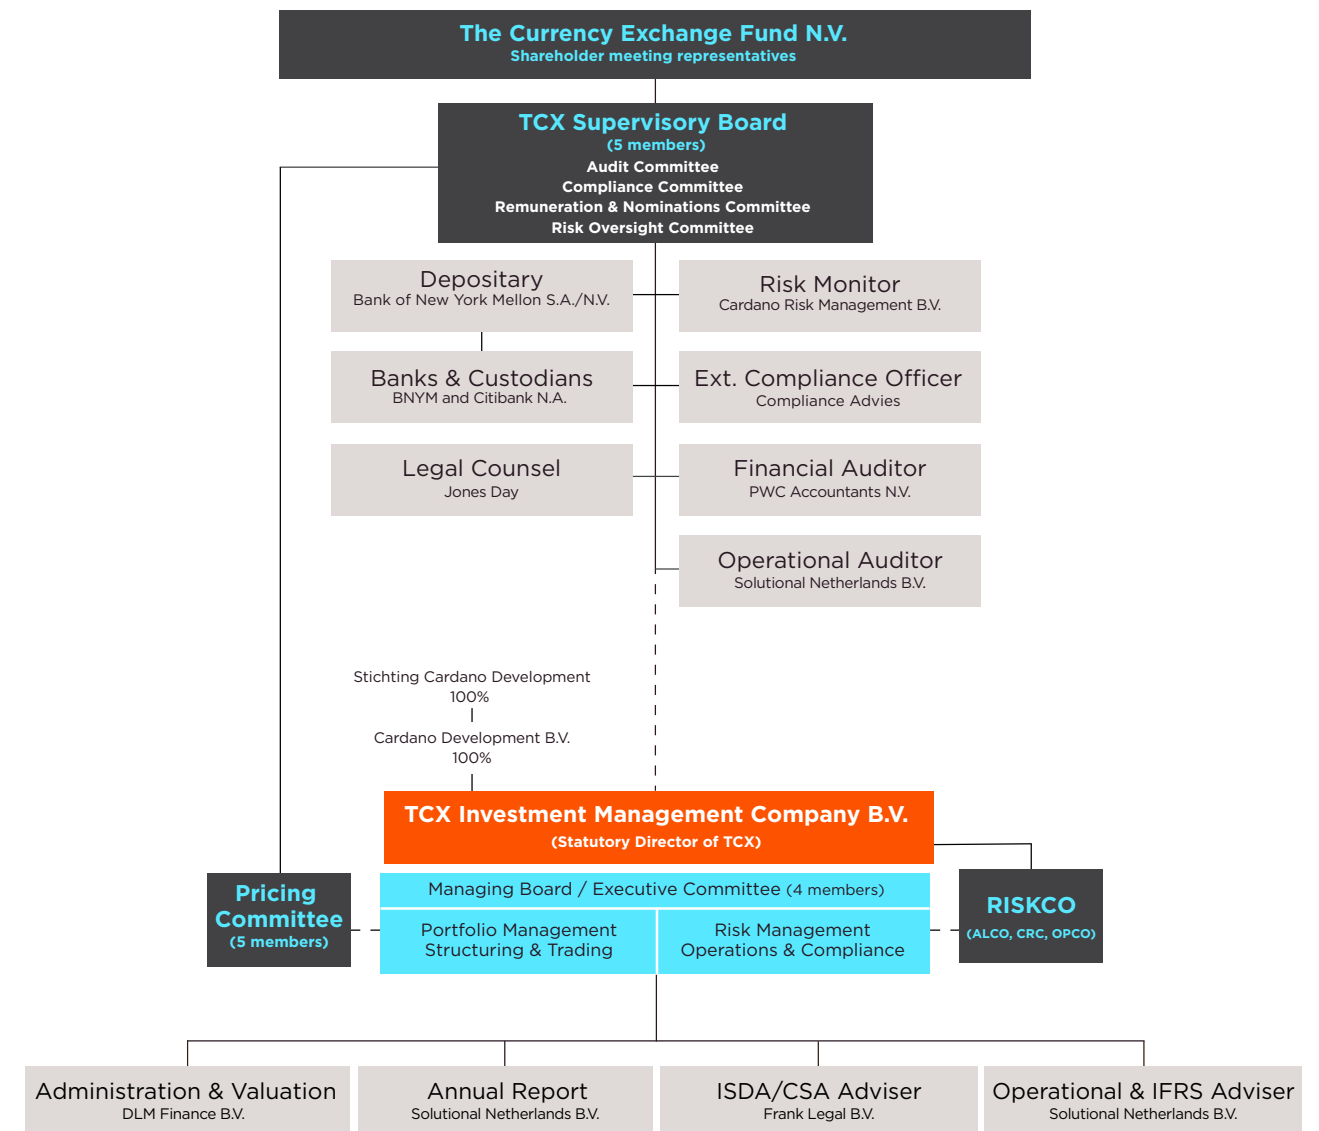 The Currency Exchange Fund N.V.
Shareholder meeting representatives
TCX Supervisory Board
(5 members)
Audit Committee
Compliance Committee
Remuneration & Nominations Committee
Risk Oversight Committee
Depositary
Bank of New York Mellon S.A./N.V.
Risk Monitor
Cardano Risk Management B.V.
Banks & Custodians
BNYM and Citibank N.A.
Ext. Compliance Officer
Compliance Advies
Legal Counsel
Jones Day
Financial Auditor
PWC Accountants N.V.
Operational Auditor
Solutional Netherlands B.V.
Stichting Cardano Development
100%
Cardano Development B.V.
100%
TCX Investment Management Company B.V.
(Statutory Director of TCX)
Pricing
Committee
(5 members)
Managing Board / Executive Committee (4 members)
Portfolio Management
Structuring & Trading
Risk Management
Operations & Compliance
RISKCO
(ALCO, CRC, OPCO)
Administration & Valuation
DLM Finance B.V.
Annual Report
Solutional Netherlands B.V.
ISDA/CSA Adviser
Frank Legal B.V.
Operational & IFRS Adviser
Solutional Netherlands B.V.